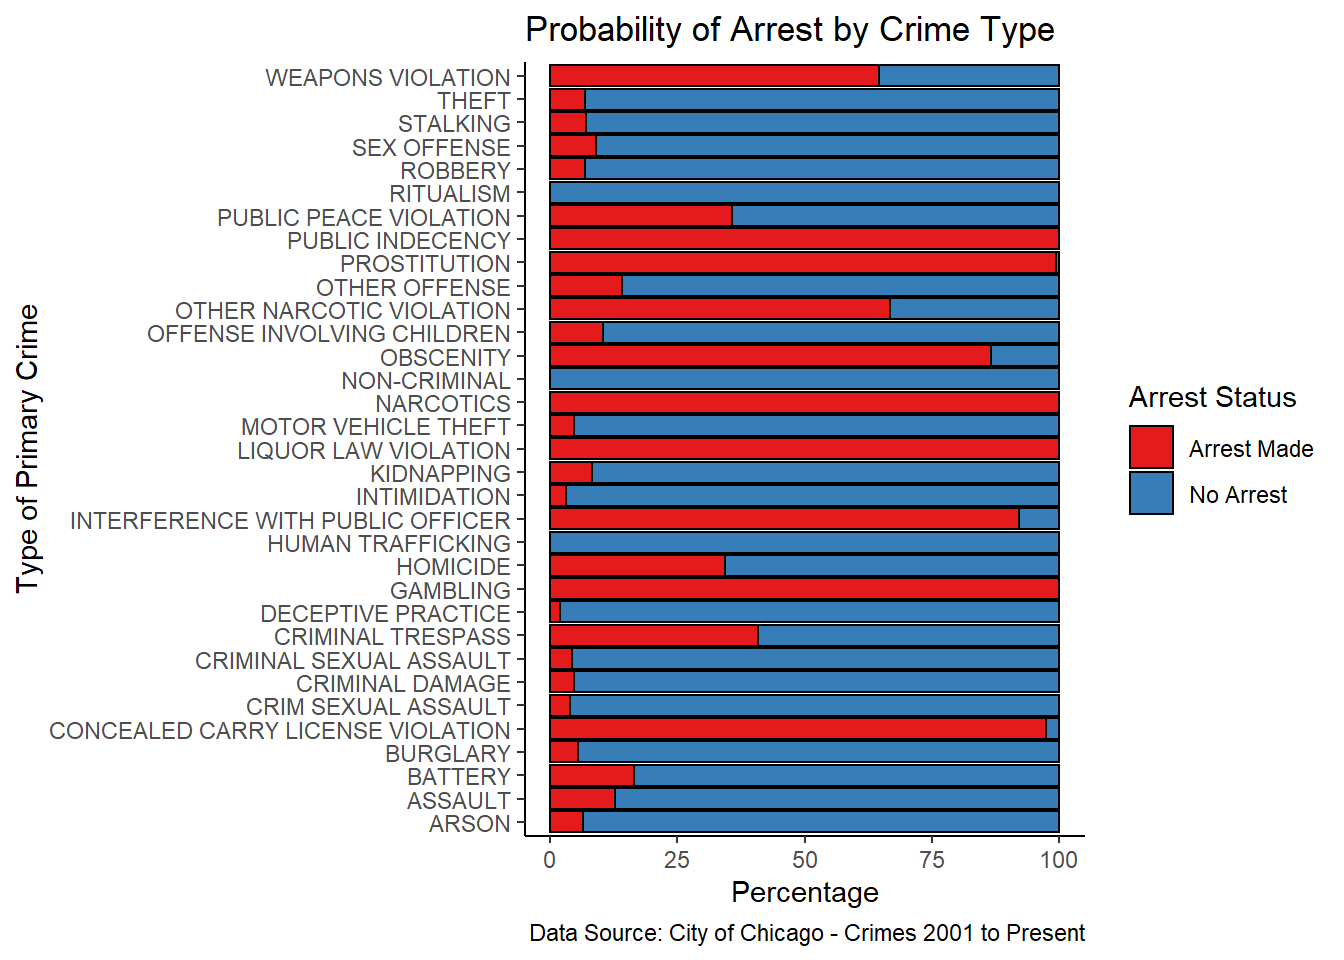 Probability of Arrest by Crime Type
Type of Primary Crime
WEAPONS VIOLATION
THEFT
STALKING
SEX OFFENSE
ROBBERY
RITUALISM
PUBLIC PEACE VIOLATION
PUBLIC INDECENCY
PROSTITUTION
OTHER OFFENSE
OTHER NARCOTIC VIOLATION
OFFENSE INVOLVING CHILDREN
OBSCENITY
NON-CRIMINAL
NARCOTICS
MOTOR VEHICLE THEFT
LIQUOR LAW VIOLATION
KIDNAPPING
INTIMIDATION
INTERFERENCE WITH PUBLIC OFFICER
HUMAN TRAFFICKING
HOMICIDE
GAMBLING
DECEPTIVE PRACTICE
CRIMINAL TRESPASS
CRIMINAL SEXUAL ASSAULT
CRIMINAL DAMAGE
CRIM SEXUAL ASSAULT
CONCEALED CARRY LICENSE VIOLATION
BURGLARY
BATTERY
ASSAULT
ARSON
0 25 50 75 100
Percentage
Data Source: City of Chicago - Crimes 2001 to Present
Arrest Status
Arrest Made
No Arrest